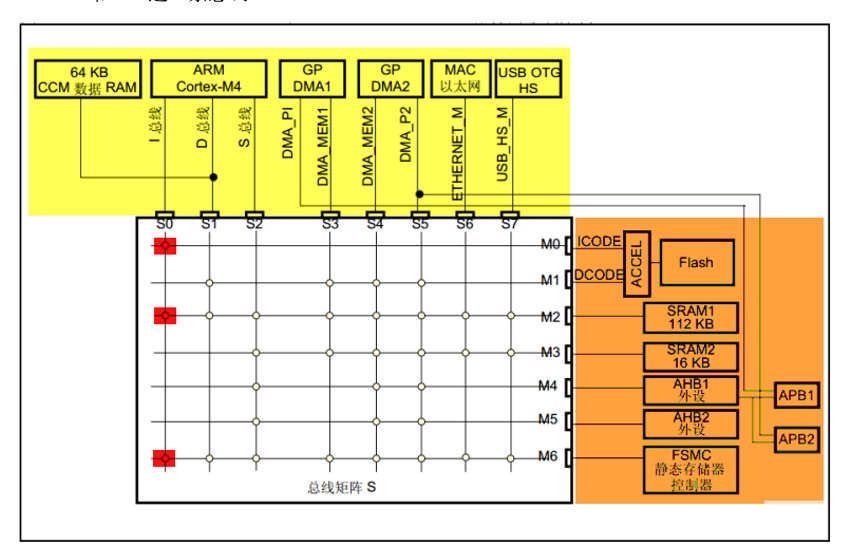 64 KB
CCM 数据 RAM
ARM
Cortex-M4
GP
DMA1
GP
DMA2
MAC
以太网
USB OTG
HS
I 总线
D 总线
S 总线
DMA_PI
DMA_MEM1
DMA_MEM2
DMA_P2
ETHERNET_M
USB_HS_M
S0
S1
S2
S3
S4
S5
S6
S7
M0
ICODE
M1
DCODE
ACCEL
Flash
M2
SRAM1
112 KB
M3
SRAM2
16 KB
M4
AHB1
外设
APB1
M5
AHB2
外设
APB2
M6
FSMC
静态存储器
控制器
总线矩阵 S